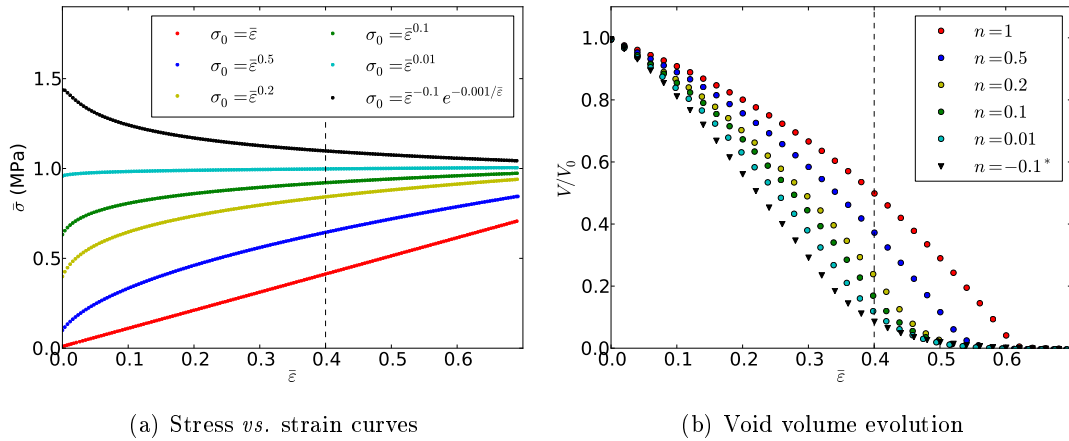 σ₀ = ε̄
σ₀ = ε̄^0.5
σ₀ = ε̄^0.2
σ₀ = ε̄^0.1
σ₀ = ε̄^0.01
σ₀ = ε̄^−0.1 e^−0.001/ε̄
1.5
1.0
0.5
0.0
σ̄ (MPa)
0.0 0.1 0.2 0.3 0.4 0.5 0.6
ε̄
(a) Stress vs. strain curves
n = 1
n = 0.5
n = 0.2
n = 0.1
n = 0.01
n = −0.1*
1.0
0.8
0.6
0.4
0.2
0.0
V/V₀
0.0 0.1 0.2 0.3 0.4 0.5 0.6
ε̄
(b) Void volume evolution